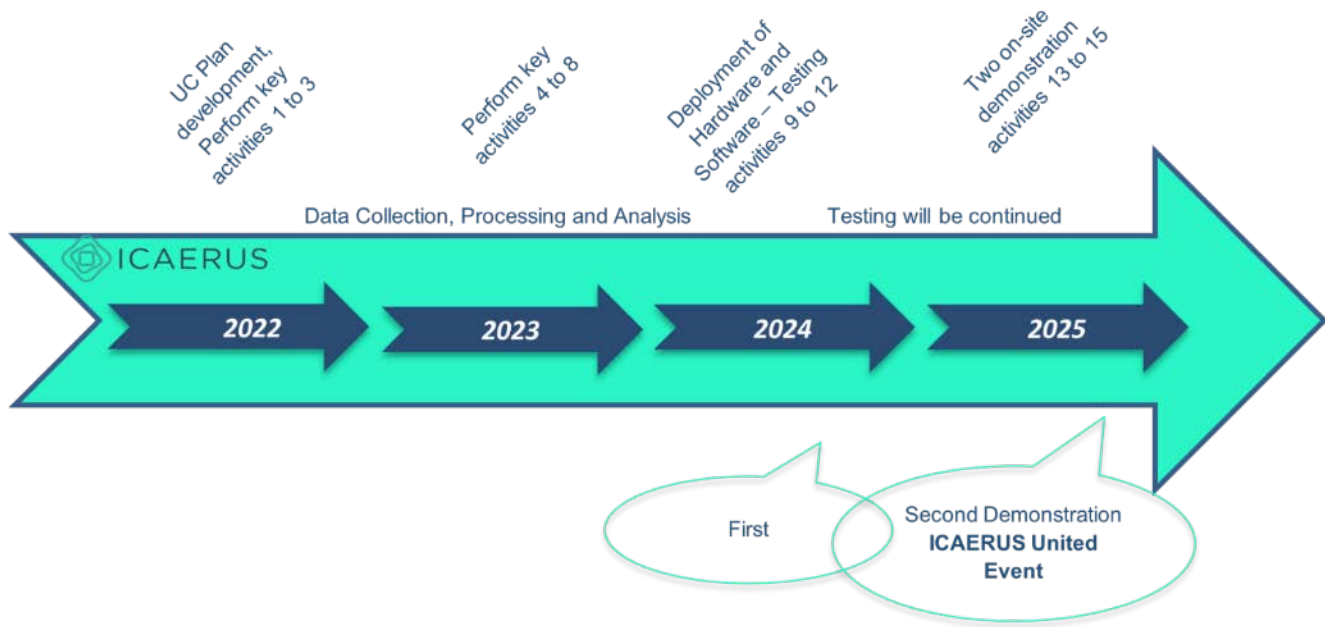 UC Plan
development,
Perform key
activities 1 to 3
Perform key
activities 4 to 8
Deployment of
Hardware and
Software – Testing
activities 9 to 12
Two on-site
demonstration
activities 13 to 15
Data Collection, Processing and Analysis
Testing will be continued
ICAERUS
2022
2023
2024
2025
First
Second Demonstration
ICAERUS United
Event